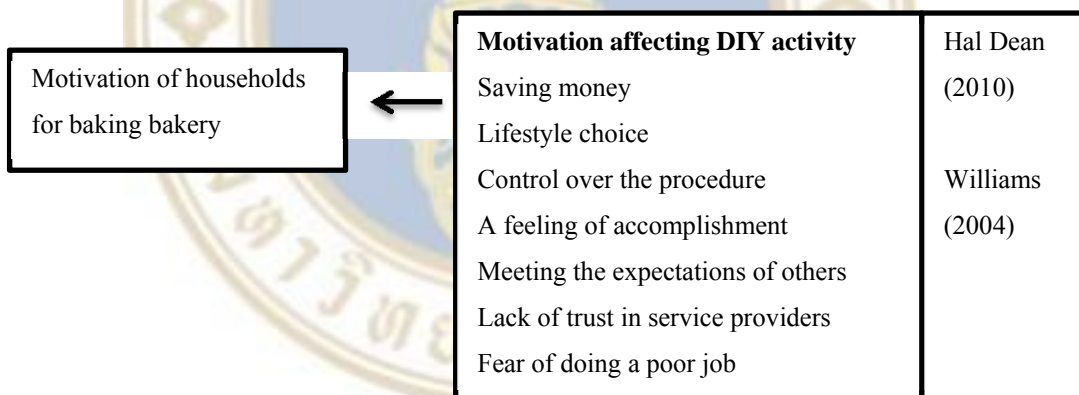 Motivation of households
for baking bakery
Motivation affecting DIY activity
Saving money
Lifestyle choice
Control over the procedure
A feeling of accomplishment
Meeting the expectations of others
Lack of trust in service providers
Fear of doing a poor job
Hal Dean
(2010)
Williams
(2004)